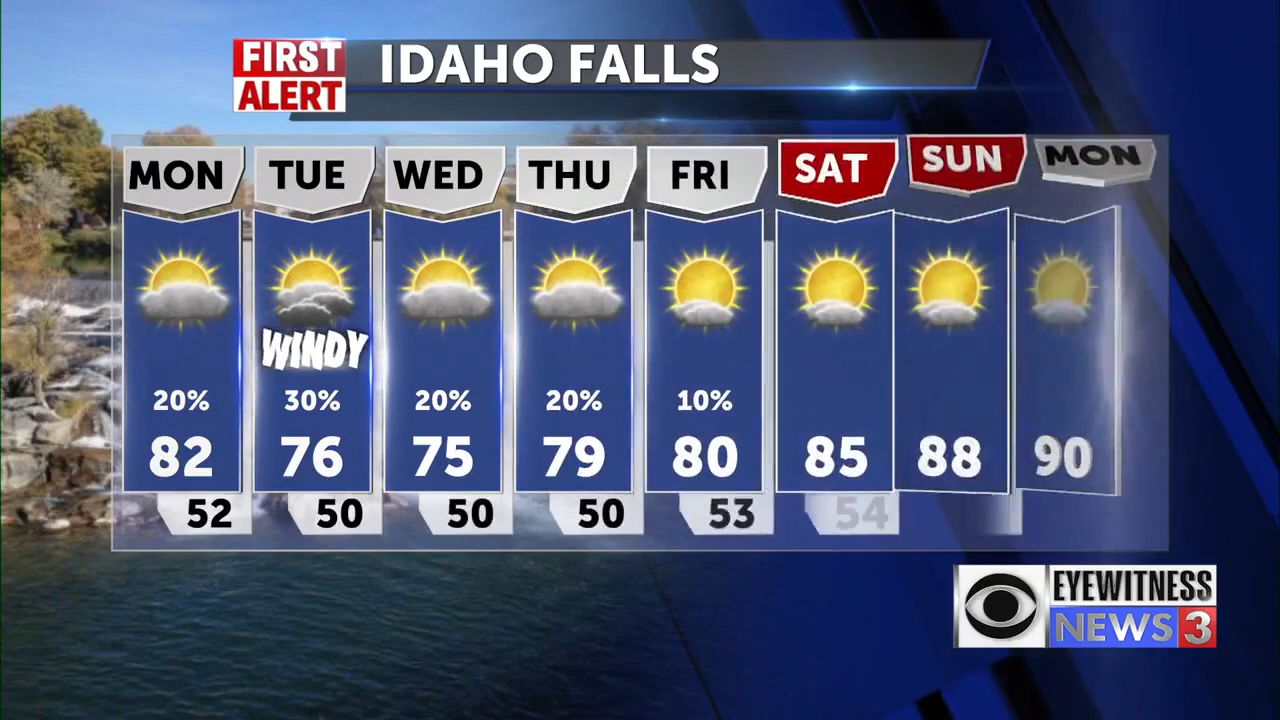 FIRST
ALERT
IDAHO FALLS
MON TUE WED THU FRI SAT SUN MON
WINDY
20% 30% 20% 20% 10%
82 76 75 79 80 85 88 90
52 50 50 50 53 54
EYEWITNESS
NEWS 3